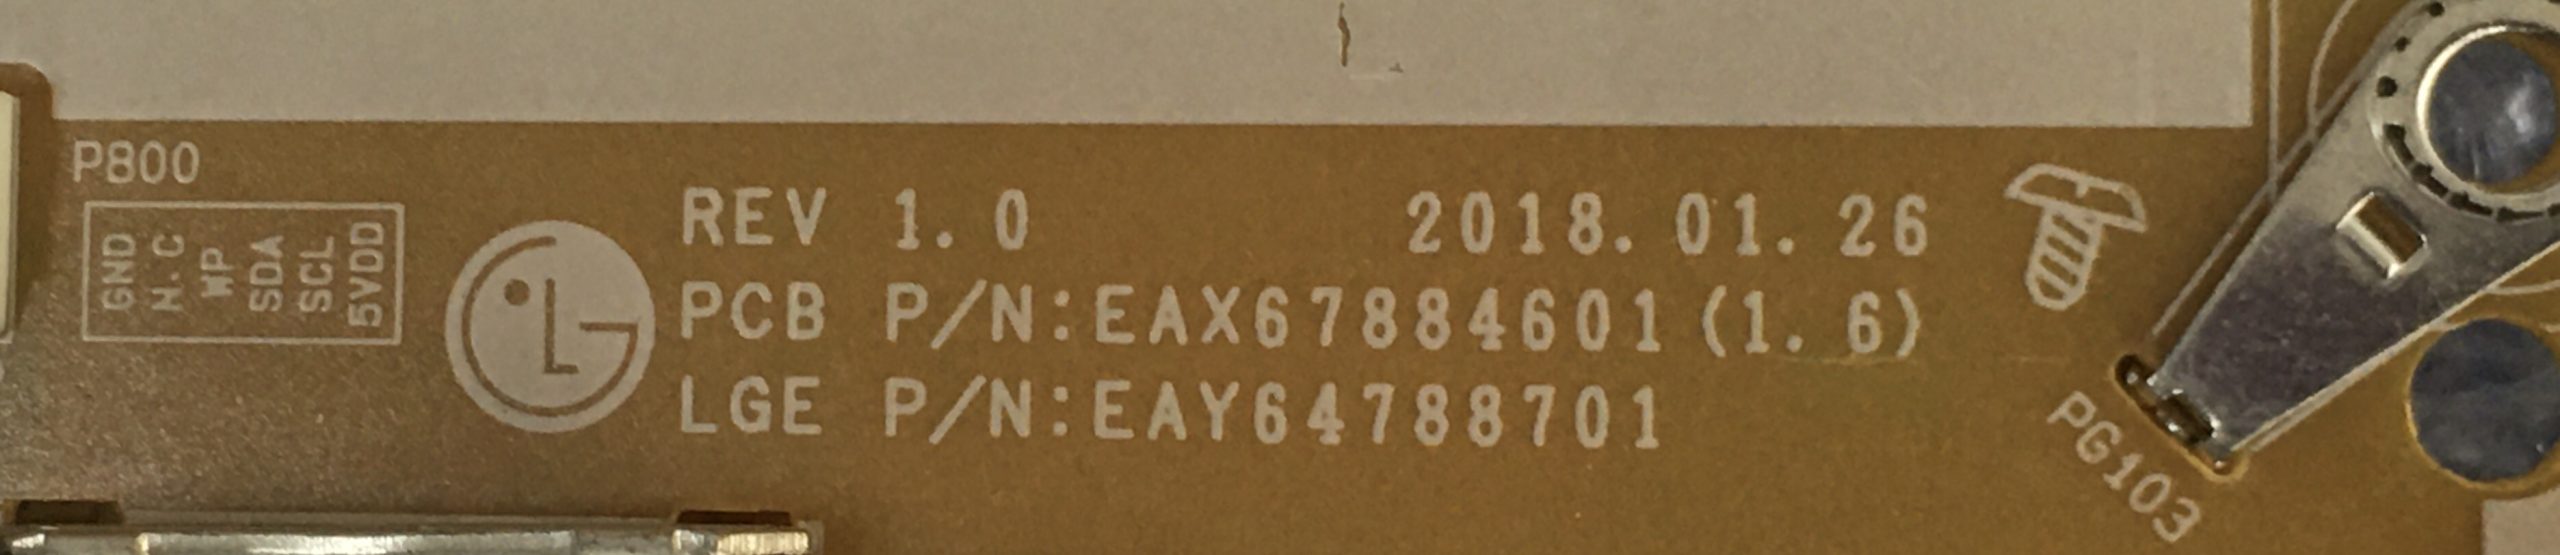 P800
GND
N.C
WP
SDA
SCL
5VDD
LG
REV 1.0 2018.01.26
PCB P/N:EAX67884601(1.6)
LGE P/N:EAY64788701
PG103